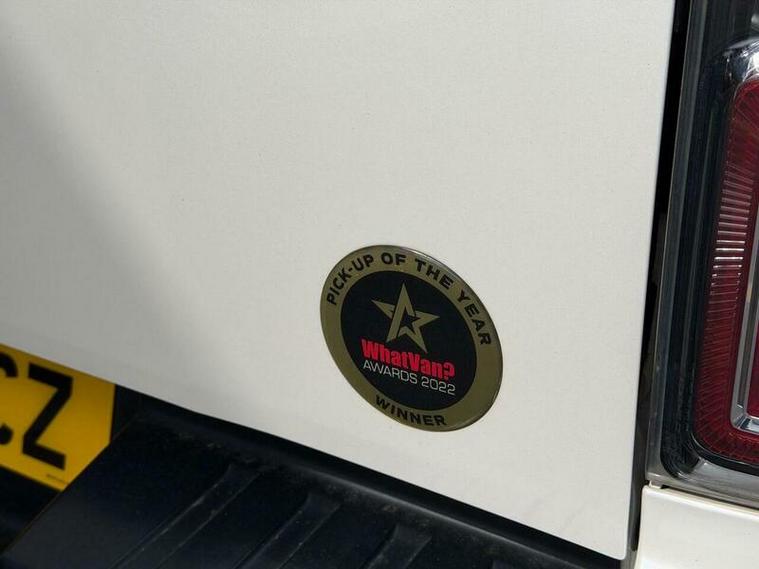 PICK-UP OF THE YEAR
WhatVan?
AWARDS 2022
WINNER
CZ